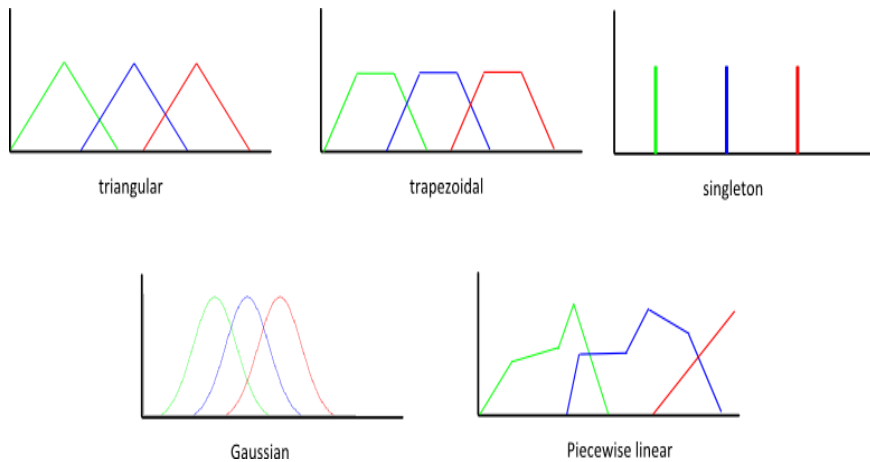 triangular
trapezoidal
singleton
Gaussian
Piecewise linear